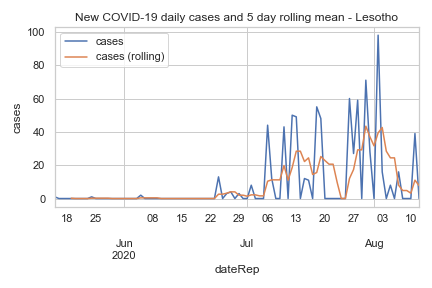 New COVID-19 daily cases and 5 day rolling mean - Lesotho
cases
cases (rolling)
cases
100
80
60
40
20
0
18 25 08 15 22 29 06 13 20 27 03 10
Jun Jul Aug
2020
dateRep